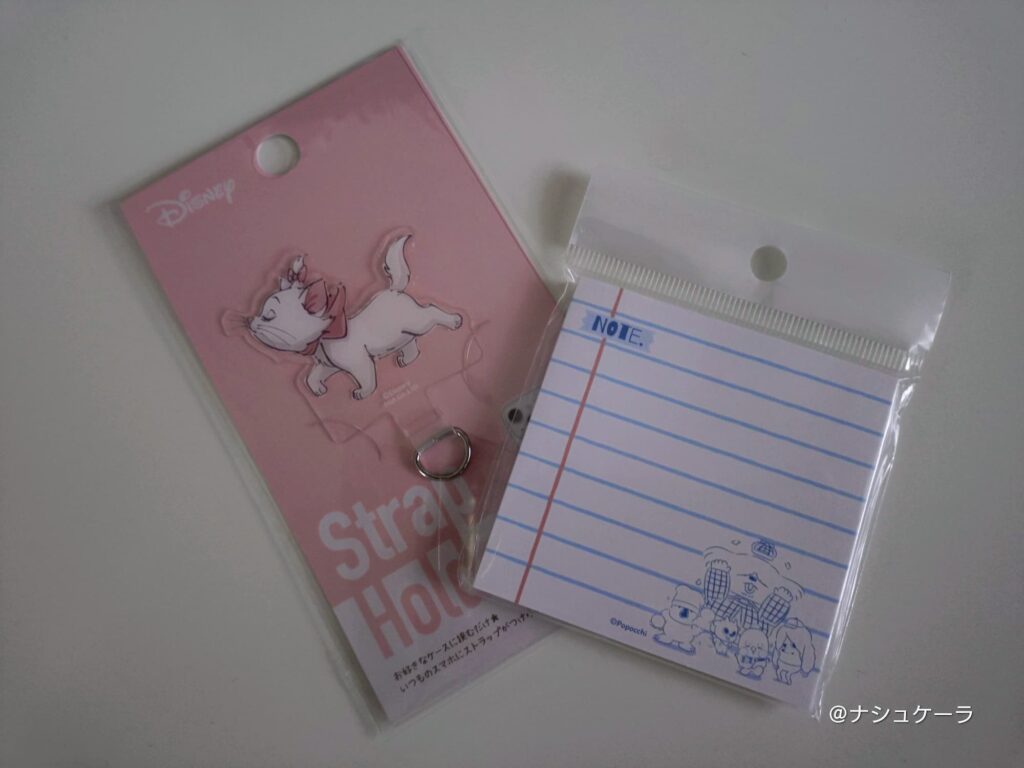 Disney
Strap
Hol
お好きなケースに挟むだけ★
いつものスマホにストラップがつけ
NOTE.
©Popocchi
@ナシュケーラ